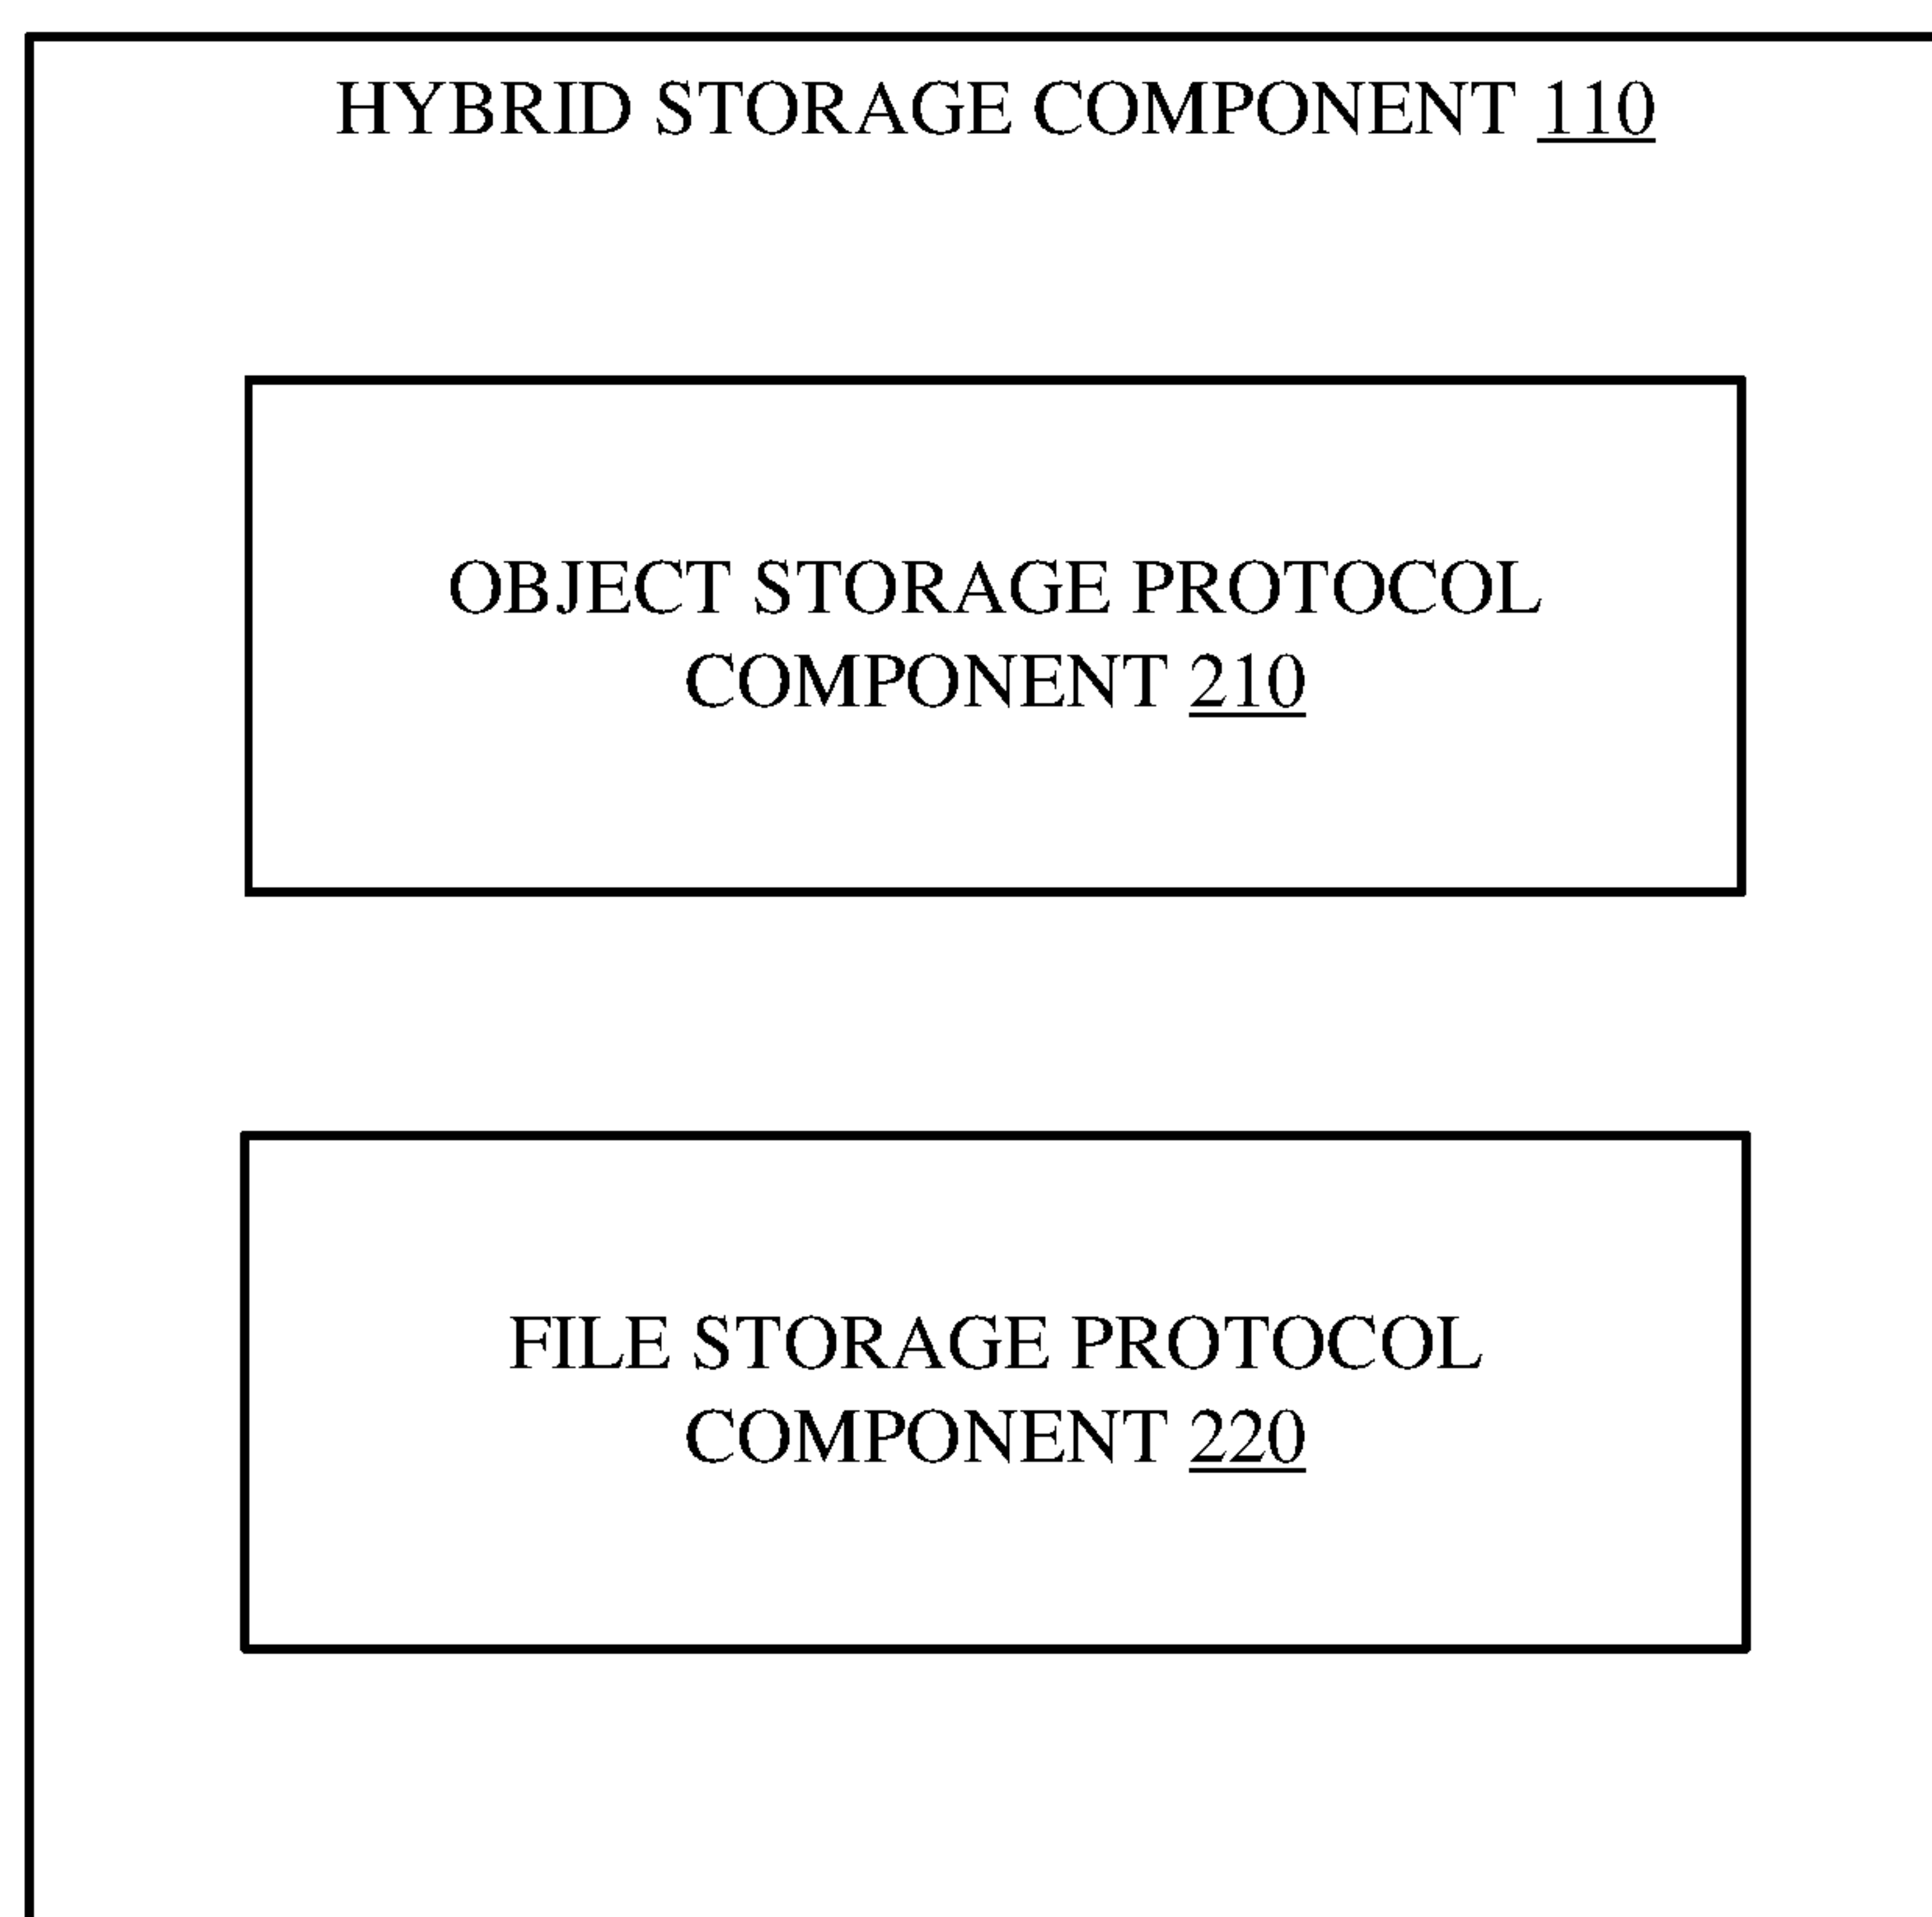 HYBRID STORAGE COMPONENT 110
OBJECT STORAGE PROTOCOL
COMPONENT 210
FILE STORAGE PROTOCOL
COMPONENT 220